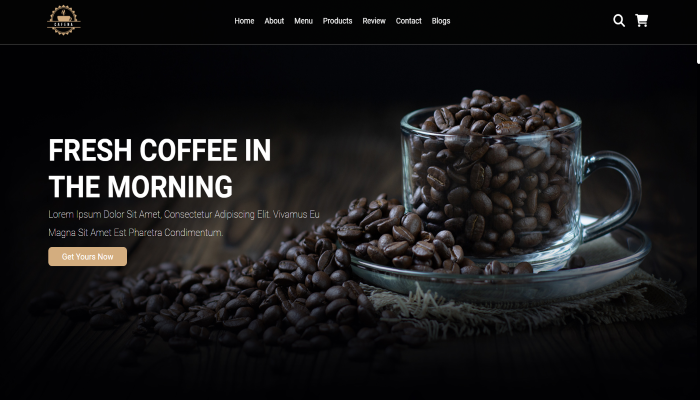 Home About Menu Products Review Contact Blogs
FRESH COFFEE IN
THE MORNING
Lorem Ipsum Dolor Sit Amet, Consectetur Adipiscing Elit. Vivamus Eu
Magna Sit Amet Est Pharetra Condimentum.
Get Yours Now